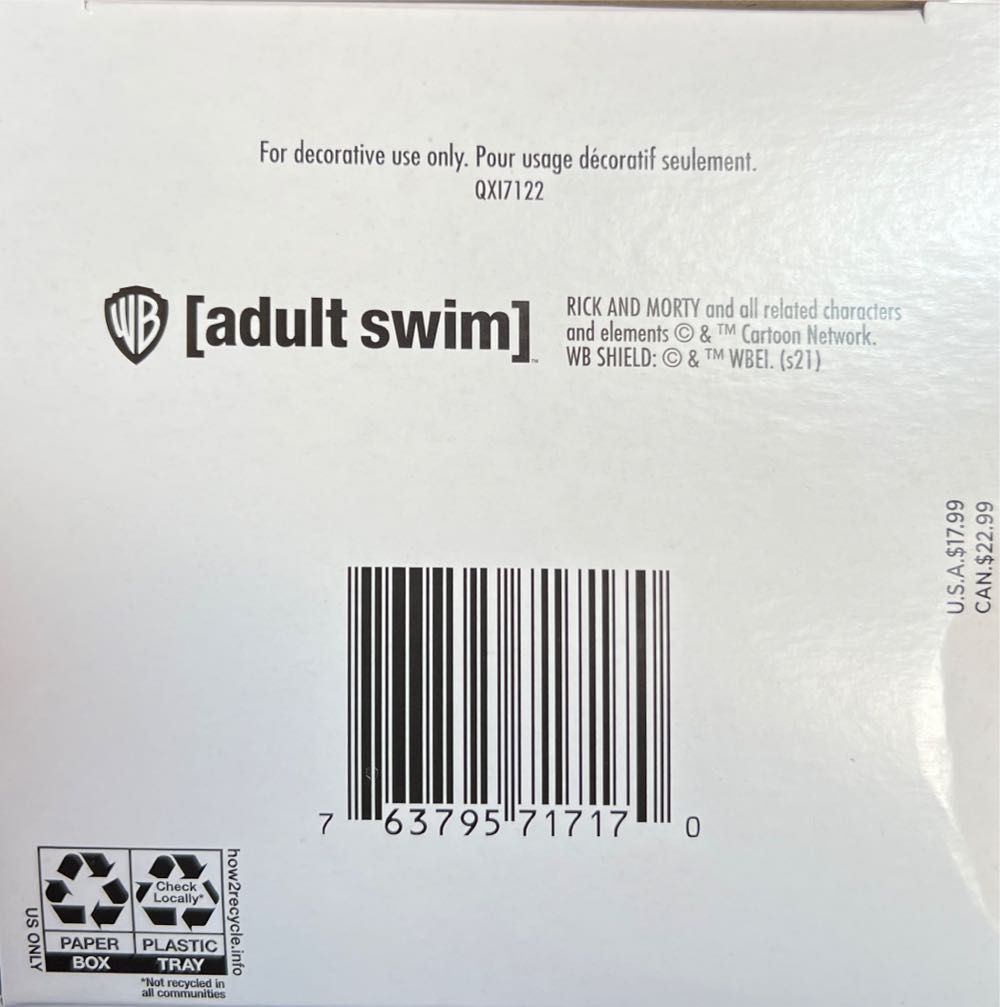 For decorative use only. Pour usage décoratif seulement.
QXI7122
WB [adult swim]™
RICK AND MORTY and all related characters
and elements © & ™ Cartoon Network.
WB SHIELD: © & ™ WBEI. (s21)
U.S.A.$17.99
CAN.$22.99
7 63795 71717 0
US ONLY
Check
Locally*
PAPER PLASTIC
BOX TRAY
*Not recycled in
all communities
how2recycle.info